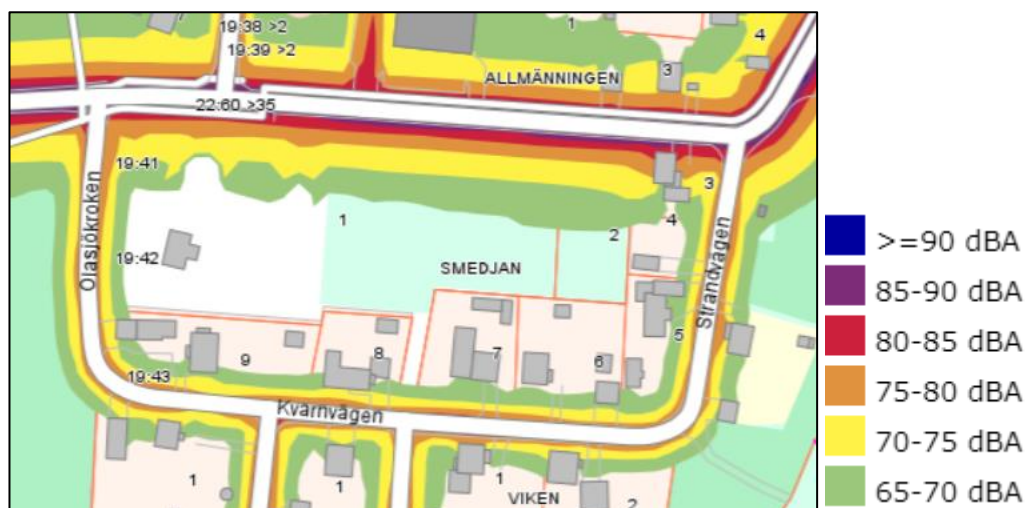 19:38 >2
1
4
19:39 >2
3
ALLMÄNNINGEN
22:60 >35
19:41
3
1
4
2
Olasjökroken
19:42
SMEDJAN
Strandvägen
5
9
8
7
6
19:43
Kvarnvägen
1
1
1
VIKEN
2
>=90 dBA
85-90 dBA
80-85 dBA
75-80 dBA
70-75 dBA
65-70 dBA